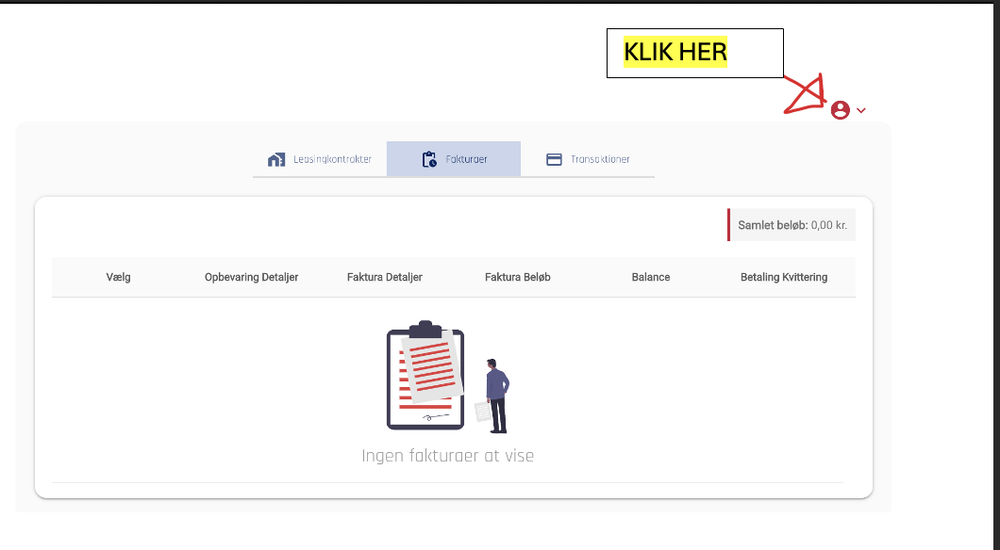 KLIK HER
Leasingkontrakter
Fakturaer
Transaktioner
Samlet beløb: 0,00 kr.
Vælg
Opbevaring Detaljer
Faktura Detaljer
Faktura Beløb
Balance
Betaling Kvittering
Ingen fakturaer at vise